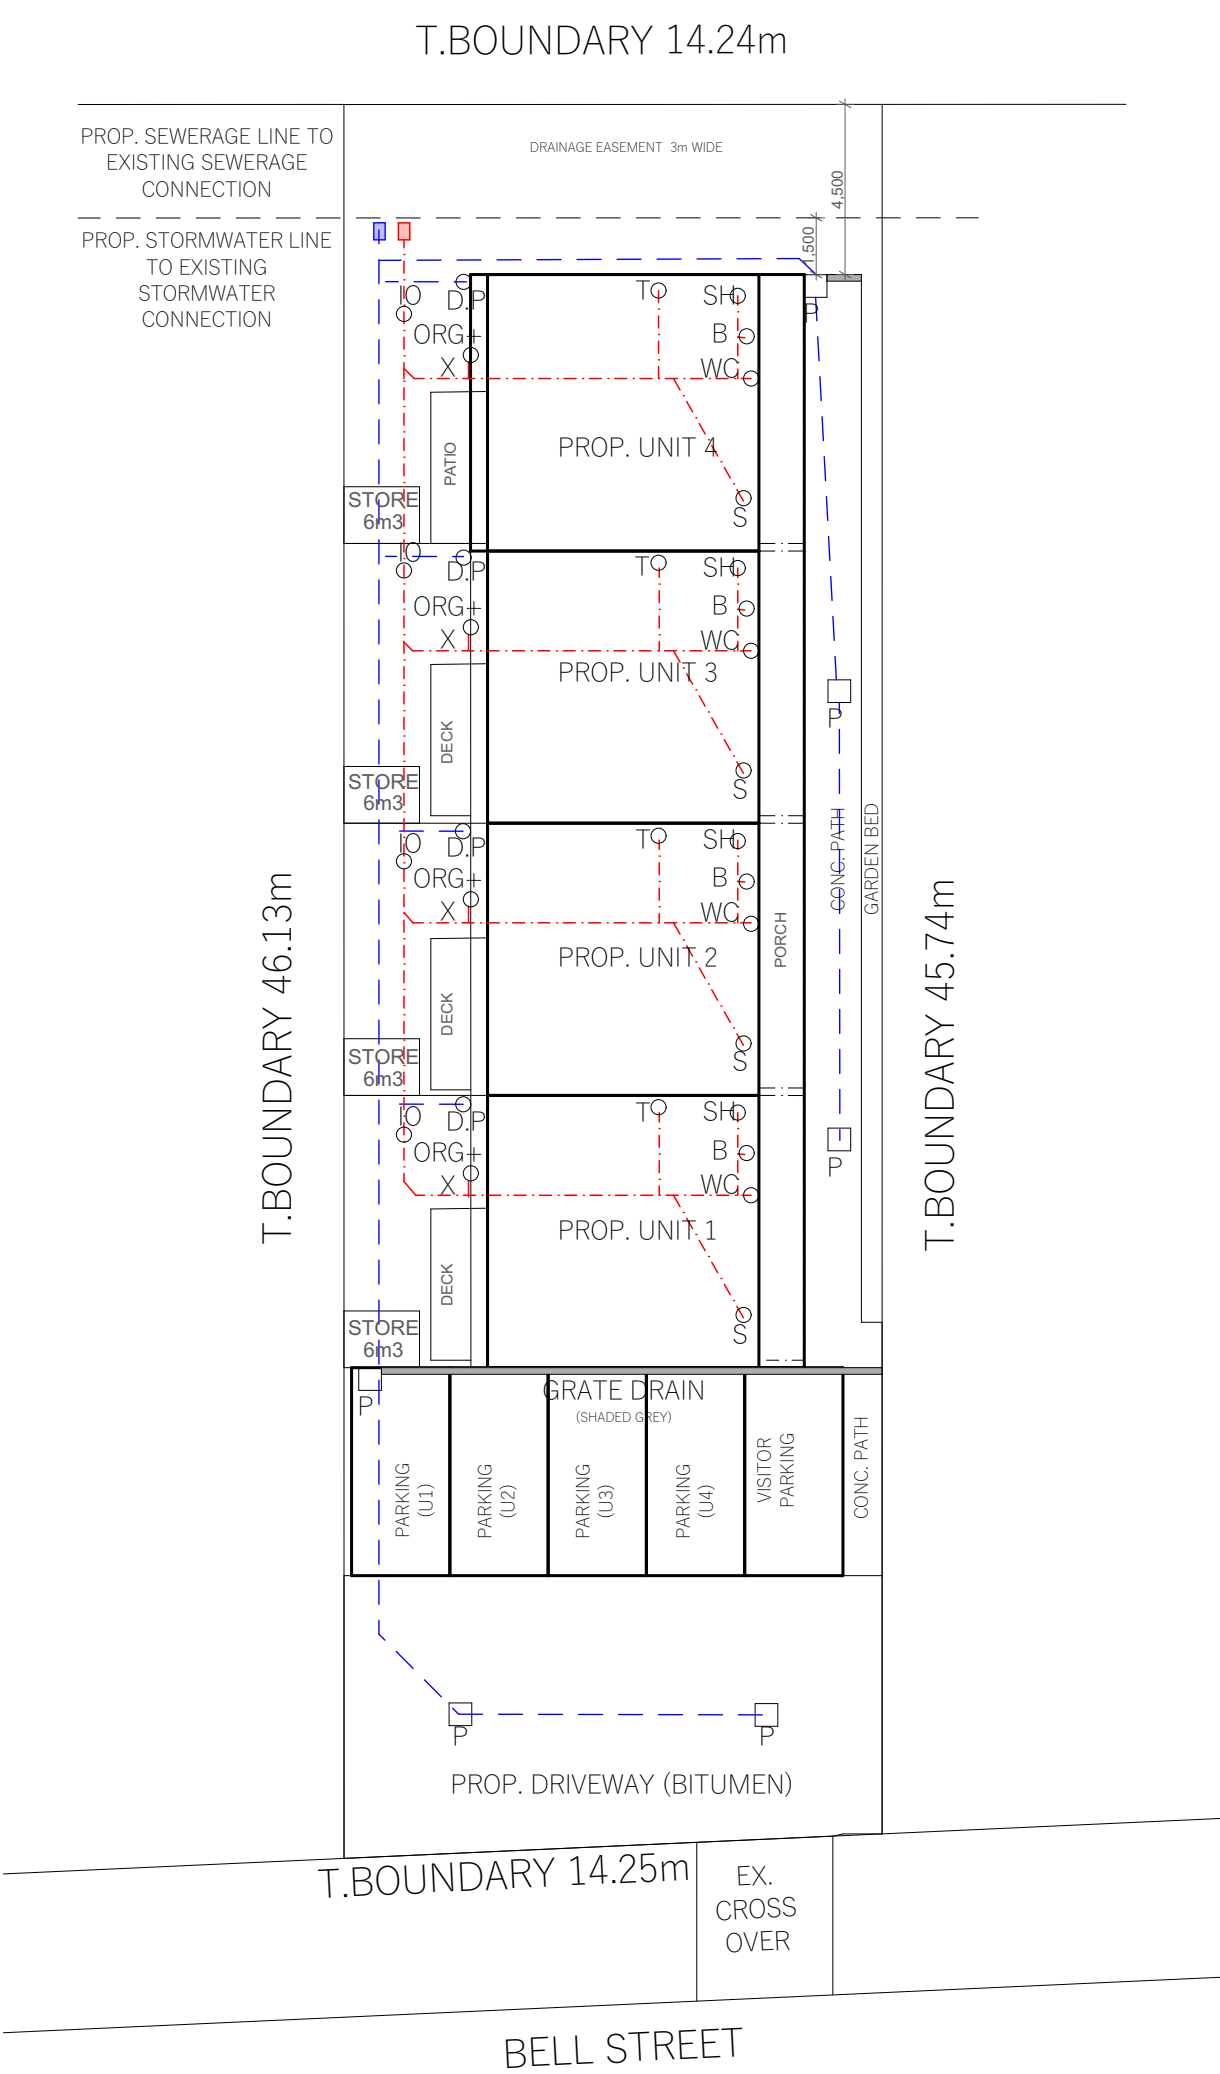 T.BOUNDARY 14.24m
PROP. SEWERAGE LINE TO
EXISTING SEWERAGE
CONNECTION
DRAINAGE EASEMENT 3m WIDE
4,500
1,500
PROP. STORMWATER LINE
TO EXISTING
STORMWATER
CONNECTION
IO
D.P
ORG+
X
T
SH
B
WC
P
PROP. UNIT 4
PATIO
STORE
6m3
S
IO
D.P
ORG+
X
T
SH
B
WC
PROP. UNIT 3
DECK
P
STORE
6m3
S
IO
D.P
ORG+
X
T
SH
B
WC
CONC. PATH
GARDEN BED
T.BOUNDARY 46.13m
T.BOUNDARY 45.74m
PROP. UNIT 2
PORCH
DECK
STORE
6m3
S
IO
D.P
ORG+
X
T
SH
B
WC
P
PROP. UNIT 1
DECK
STORE
6m3
S
GRATE DRAIN
(SHADED GREY)
P
PARKING
(U1)
PARKING
(U2)
PARKING
(U3)
PARKING
(U4)
VISITOR
PARKING
CONC. PATH
P
P
PROP. DRIVEWAY (BITUMEN)
T.BOUNDARY 14.25m
EX.
CROSS
OVER
BELL STREET